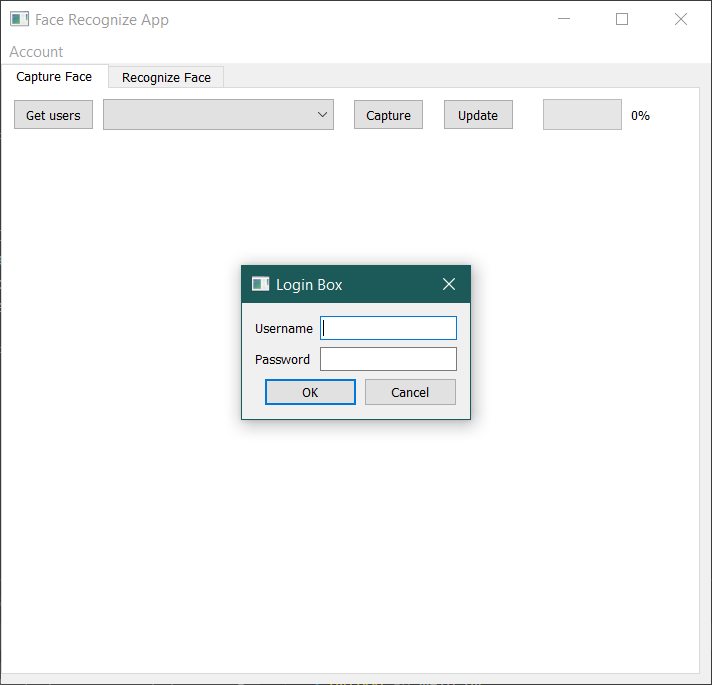 Face Recognize App
Account
Capture Face Recognize Face
Get users Capture Update 0%
Login Box
Username
Password
OK Cancel